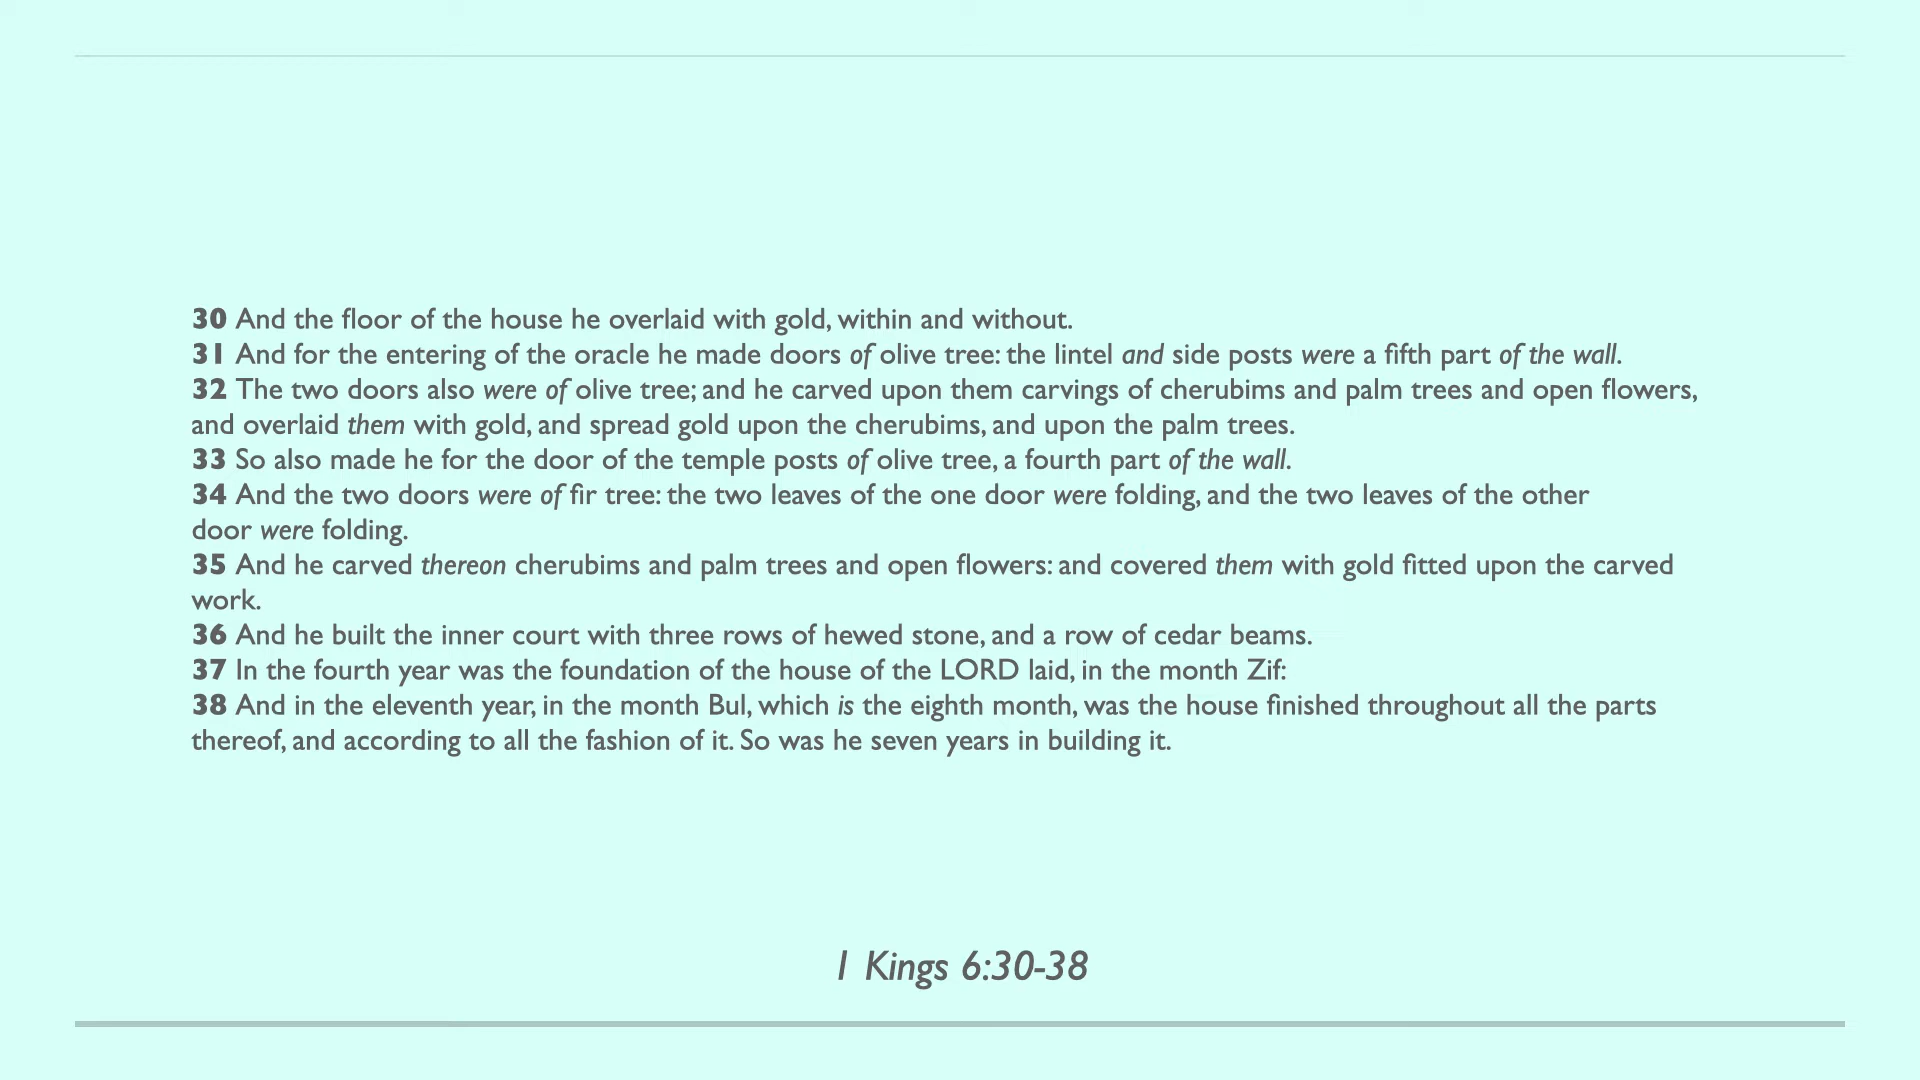 30 And the floor of the house he overlaid with gold, within and without.
31 And for the entering of the oracle he made doors of olive tree: the lintel and side posts were a fifth part of the wall.
32 The two doors also were of olive tree; and he carved upon them carvings of cherubims and palm trees and open flowers,
and overlaid them with gold, and spread gold upon the cherubims, and upon the palm trees.
33 So also made he for the door of the temple posts of olive tree, a fourth part of the wall.
34 And the two doors were of fir tree: the two leaves of the one door were folding, and the two leaves of the other
door were folding.
35 And he carved thereon cherubims and palm trees and open flowers: and covered them with gold fitted upon the carved
work.
36 And he built the inner court with three rows of hewed stone, and a row of cedar beams.
37 In the fourth year was the foundation of the house of the LORD laid, in the month Zif:
38 And in the eleventh year, in the month Bul, which is the eighth month, was the house finished throughout all the parts
thereof, and according to all the fashion of it. So was he seven years in building it.
1 Kings 6:30-38